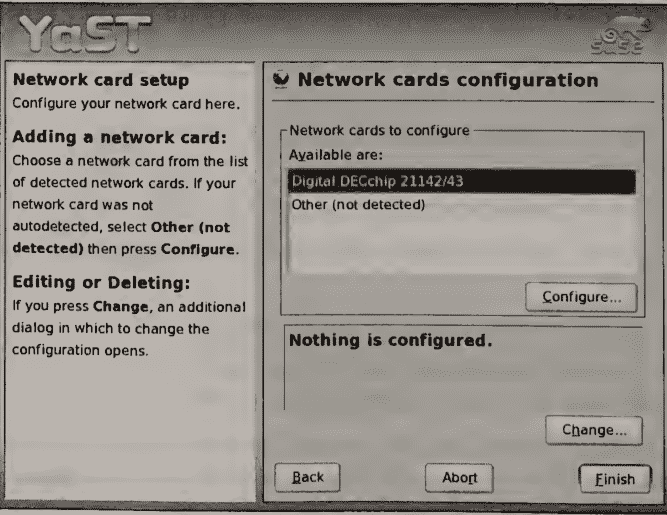 YaST
SUSE
Network card setup
Configure your network card here.
Adding a network card:
Choose a network card from the list
of detected network cards. If your
network card was not
autodetected, select Other (not
detected) then press Configure.
Editing or Deleting:
If you press Change, an additional
dialog in which to change the
configuration opens.
Network cards configuration
Network cards to configure
Available are:
Digital DECchip 21142/43
Other (not detected)
Configure...
Nothing is configured.
Change...
Back
Abort
Finish